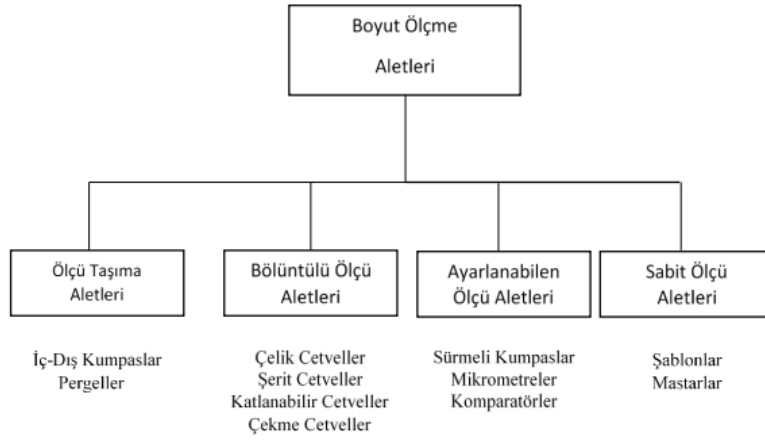 Boyut Ölçme
Aletleri
Ölçü Taşıma
Aletleri
Bölüntülü Ölçü
Aletleri
Ayarlanabilen
Ölçü Aletleri
Sabit Ölçü
Aletleri
İç-Dış Kumpaslar
Pergeller
Çelik Cetveller
Şerit Cetveller
Katlanabilir Cetveller
Çekme Cetveller
Sürmeli Kumpaslar
Mikrometreler
Komparatörler
Şablonlar
Mastarlar